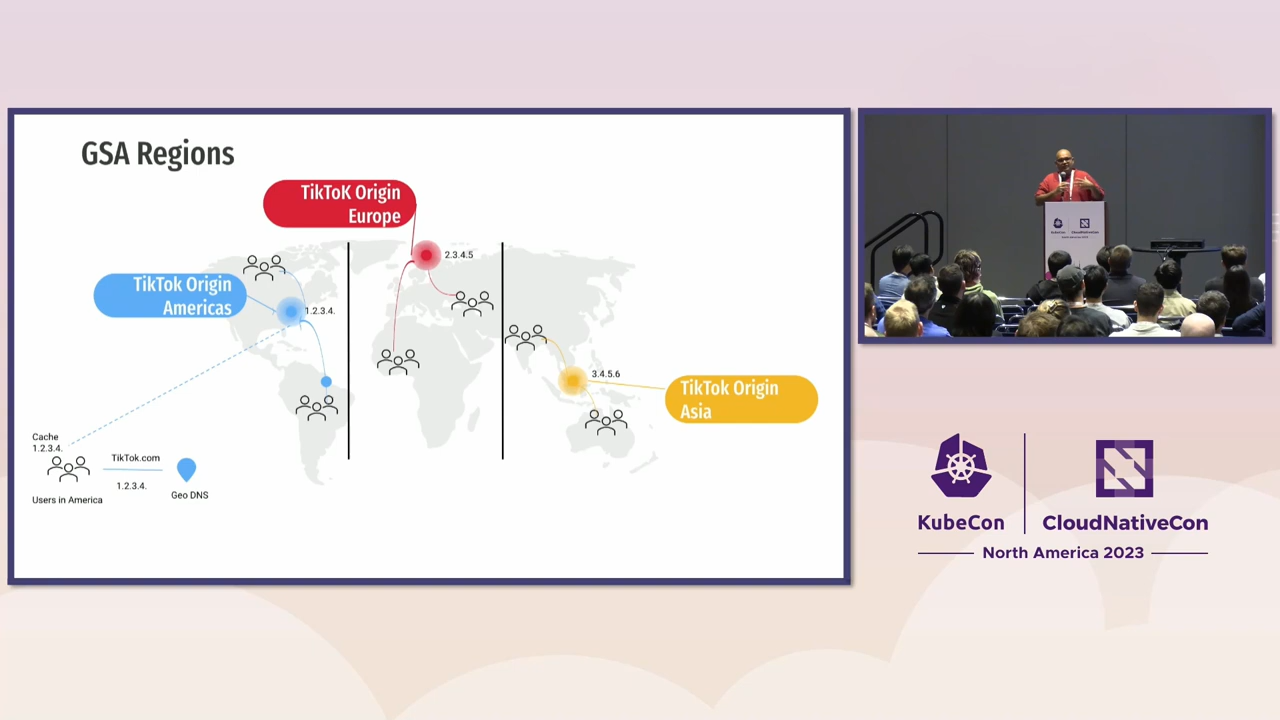 GSA Regions
TikToK Origin
Europe
2.3.4.5
TikTok Origin
Americas
1.2.3.4.
3.4.5.6
TikTok Origin
Asia
Cache
1.2.3.4.
TikTok.com
1.2.3.4.
Users in America
Geo DNS
KubeCon
CloudNativeCon
KubeCon
CloudNativeCon
North America 2023